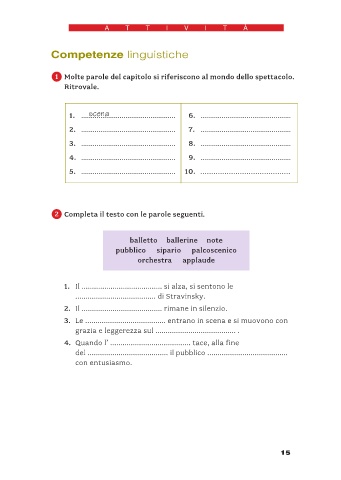 ATTIVITÀ
Competenze linguistiche
1 Molte parole del capitolo si riferiscono al mondo dello spettacolo.
Ritrovale.
1. scena
6. ........................................
2. ........................................
7. ........................................
3. ........................................
8. ........................................
4. ........................................
9. ........................................
5. ........................................
10. ........................................
2 Completa il testo con le parole seguenti.
balletto ballerine note
pubblico sipario palcoscenico
orchestra applaude
1. Il ................................... si alza, si sentono le
................................... di Stravinsky.
2. Il ................................... rimane in silenzio.
3. Le ................................... entrano in scena e si muovono con
grazia e leggerezza sul ................................... .
4. Quando l' ................................... tace, alla fine
del ................................... il pubblico ...................................
con entusiasmo.
15